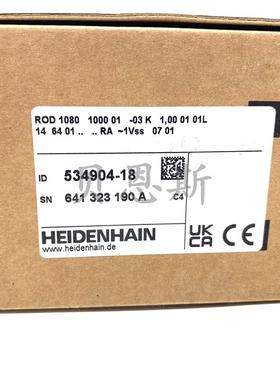 ROD 1080 1000 01 -03 K 1,00 01 01L
14 64 01 .. .. RA ~1Vss 07 01
ID 534904-18
贝恩斯
SN 641 323 190 A C4
HEIDENHAIN
www.heidenhain.de
UK
CA CE